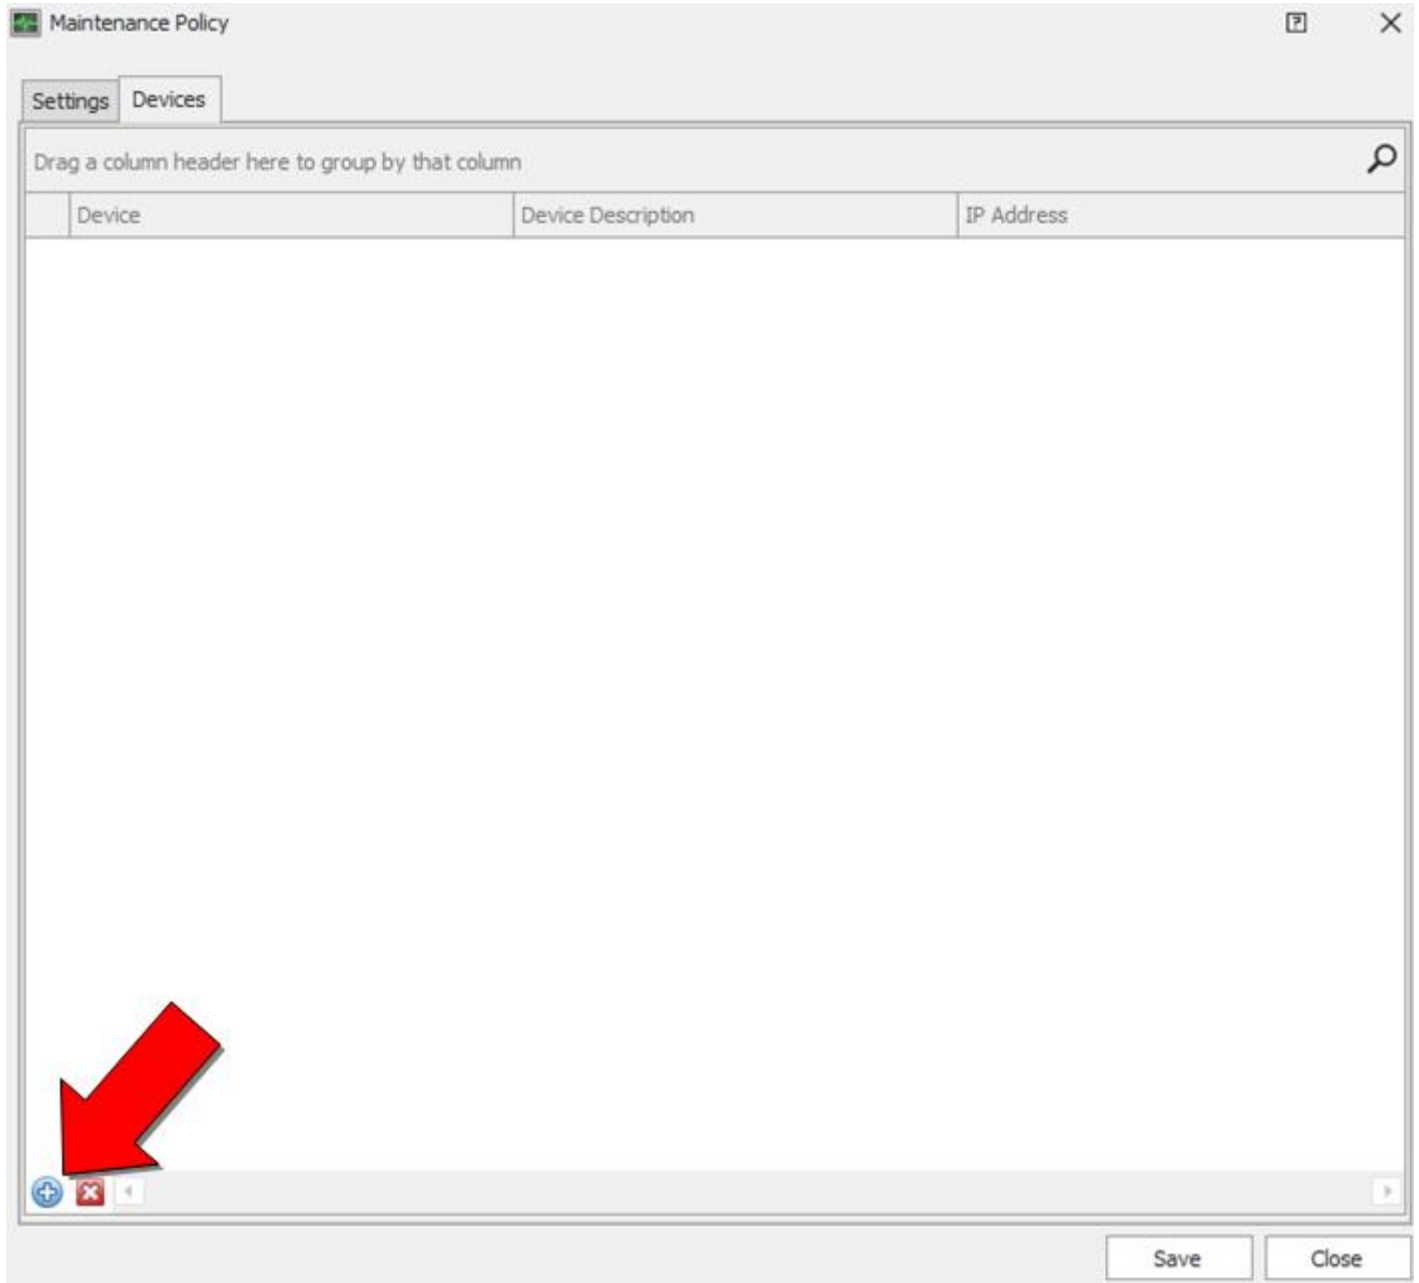 Maintenance Policy
Settings Devices
Drag a column header here to group by that column
Device Device Description IP Address
Save Close